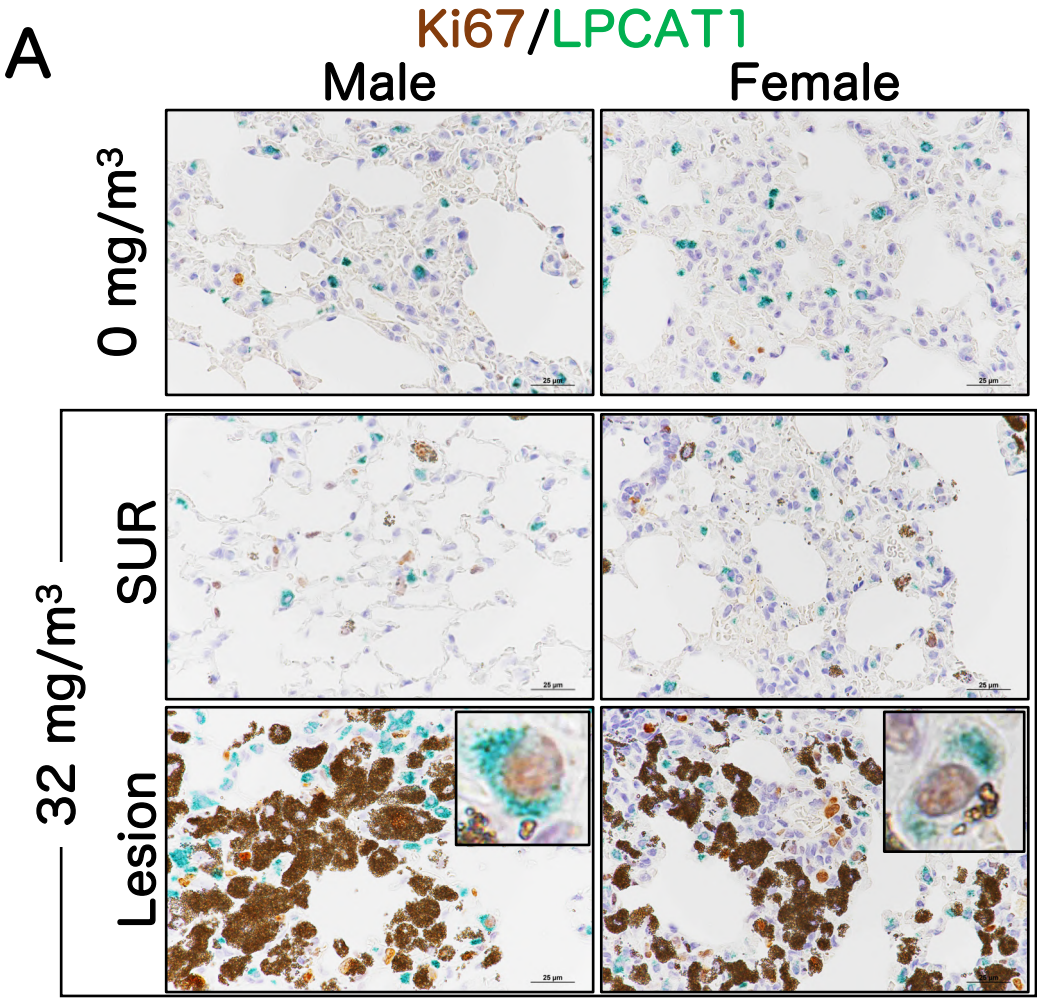 A
Ki67/LPCAT1
Male
Female
0 mg/m³
25 µm
25 µm
32 mg/m³
SUR
25 µm
25 µm
Lesion
25 µm
25 µm